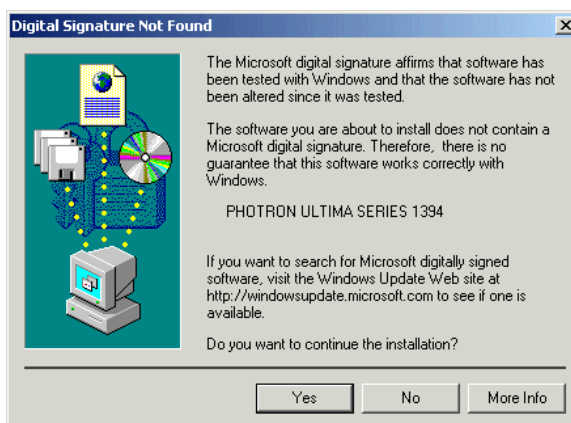 Digital Signature Not Found
The Microsoft digital signature affirms that software has
been tested with Windows and that the software has not
been altered since it was tested.
The software you are about to install does not contain a
Microsoft digital signature. Therefore, there is no
guarantee that this software works correctly with
Windows.
PHOTRON ULTIMA SERIES 1394
If you want to search for Microsoft digitally signed
software, visit the Windows Update Web site at
http://windowsupdate.microsoft.com to see if one is
available.
Do you want to continue the installation?
Yes
No
More Info